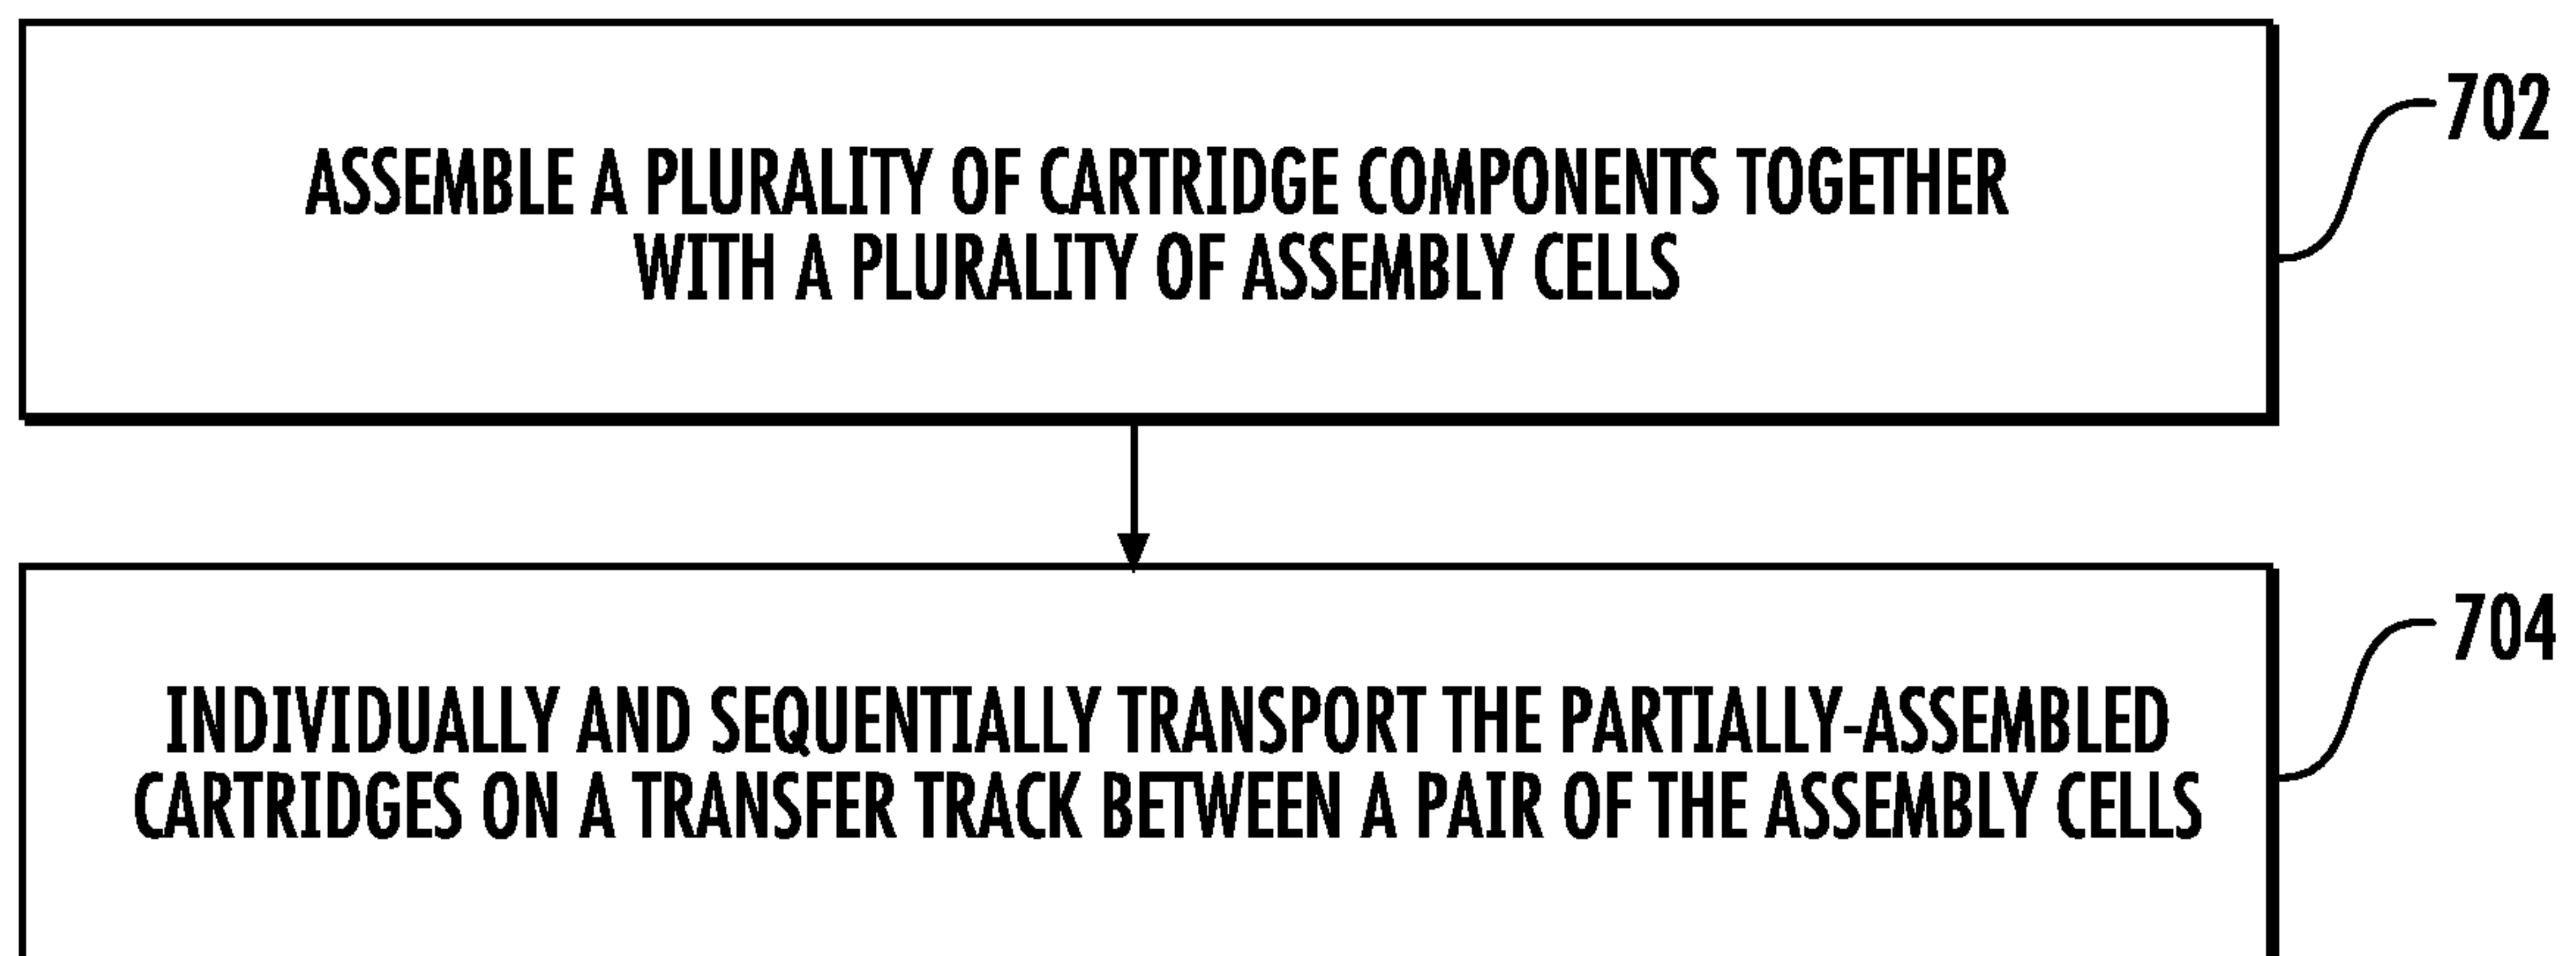 702
ASSEMBLE A PLURALITY OF CARTRIDGE COMPONENTS TOGETHER
WITH A PLURALITY OF ASSEMBLY CELLS
704
INDIVIDUALLY AND SEQUENTIALLY TRANSPORT THE PARTIALLY-ASSEMBLED
CARTRIDGES ON A TRANSFER TRACK BETWEEN A PAIR OF THE ASSEMBLY CELLS